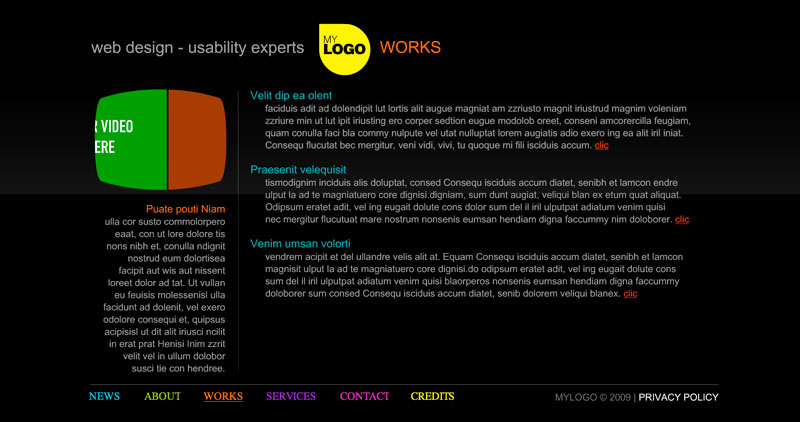 web design - usability experts
MY
LOGO
WORKS
R VIDEO
ERE
Puate pouti Niam
ulla cor susto commolorpero
eaat, con ut lore dolore tis
nons nibh et, conulla ndignit
nostrud eum dolortisea
facipit aut wis aut nissent
loreet dolor ad tat. Ut vullan
eu feuisis molessenisl ulla
facidunt ad dolenit, vel exero
odolore consequi et, quipsus
acipisisl ut dit alit iriusci ncilit
in erat prat Henisi Inim zzrit
velit vel in ullum dolobor
susci tie con hendree.
Velit dip ea olent
faciduis adit ad dolendipit lut lortis alit augue magniat am zzriusto magnit iriustrud magnim voleniam
zzriure min ut lut ipit iriusting ero corper sedtion eugue modolob oreet, conseni amcorercilla feugiam,
quam conulla faci bla commy nulpute vel utat nulluptat lorem augiatis adio exero ing ea alit iril iniat.
Consequ flucutat bec mergitur, veni vidi, vivi, tu quoque mi fili isciduis accum. clic
Praesenit velequisit
tismodignim inciduis alis doluptat, consed Consequ isciduis accum diatet, senibh et lamcon endre
ulput la ad te magniatuero core dignisi.digniam, sum dunt augiat, veliqui blan ex etum quat aliquat.
Odipsum eratet adit, vel ing eugait dolute cons dolor sum del il iril ulputpat adiatum venim quisi
nec mergitur flucutuat mare nostrum nonsenis eumsan hendiam digna faccummy nim doloborer. clic
Venim umsan volorti
vendrem acipit et del ullandre velis alit at. Equam Consequ isciduis accum diatet, senibh et lamcon
magnisit ulput la ad te magniatuero core dignisi.do odipsum eratet adit, vel ing eugait dolute cons
sum del il iril ulputpat adiatum venim quisi blaorperos nonsenis eumsan hendiam digna faccummy
doloborer sum consed Consequ isciduis accum diatet, senib dolorem veliqui blanex. clic
NEWS ABOUT WORKS SERVICES CONTACT CREDITS MYLOGO © 2009 | PRIVACY POLICY